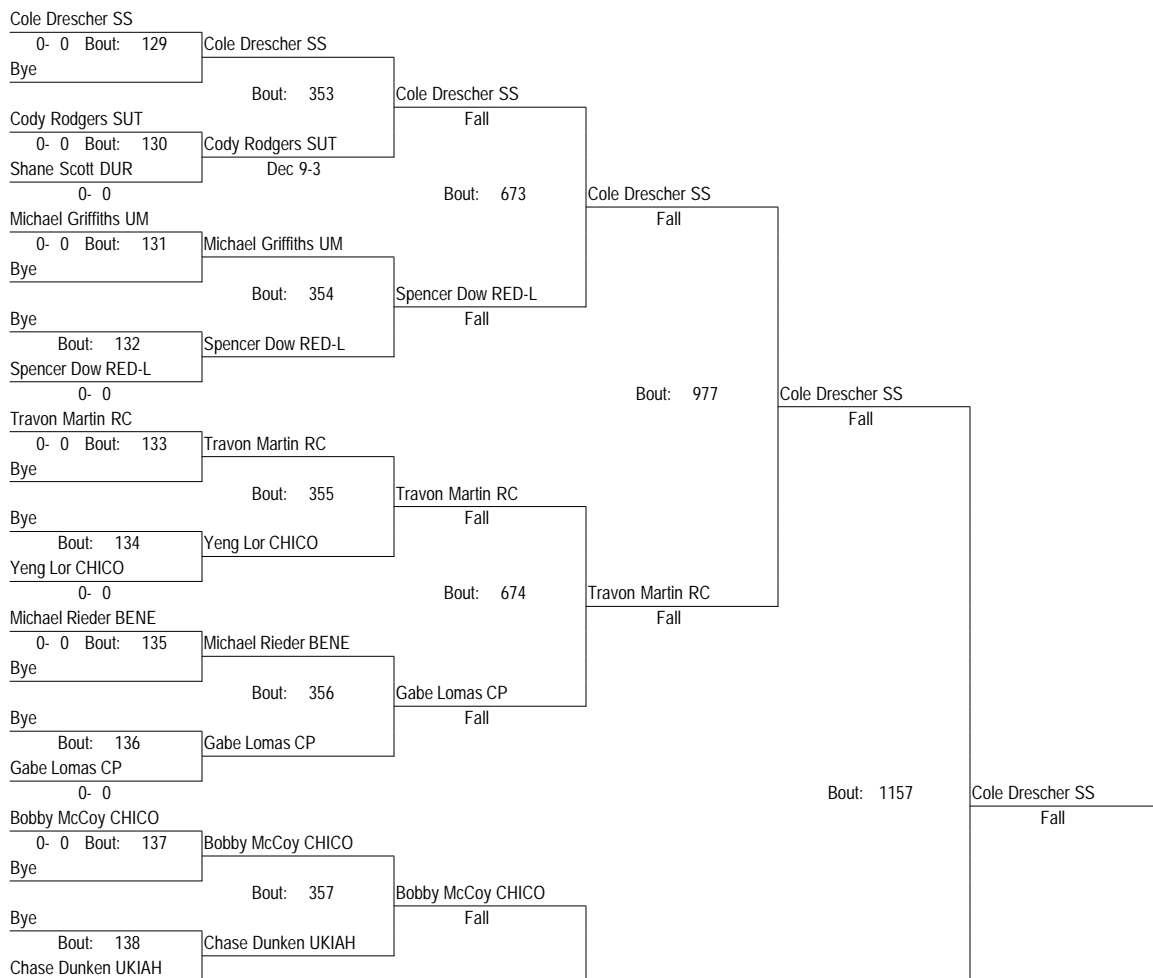 Cole Drescher SS
0- 0 Bout: 129 Cole Drescher SS
Bye
Bout: 353 Cole Drescher SS
Cody Rodgers SUT Fall
0- 0 Bout: 130 Cody Rodgers SUT
Shane Scott DUR Dec 9-3
0- 0 Bout: 673 Cole Drescher SS
Michael Griffiths UM Fall
0- 0 Bout: 131 Michael Griffiths UM
Bye
Bout: 354 Spencer Dow RED-L
Bye Fall
Bout: 132 Spencer Dow RED-L
Spencer Dow RED-L
0- 0 Bout: 977 Cole Drescher SS
Travon Martin RC Fall
0- 0 Bout: 133 Travon Martin RC
Bye
Bout: 355 Travon Martin RC
Bye Fall
Bout: 134 Yeng Lor CHICO
Yeng Lor CHICO
0- 0 Bout: 674 Travon Martin RC
Michael Rieder BENE Fall
0- 0 Bout: 135 Michael Rieder BENE
Bye
Bout: 356 Gabe Lomas CP
Bye Fall
Bout: 136 Gabe Lomas CP
Gabe Lomas CP
0- 0 Bout: 1157 Cole Drescher SS
Bobby McCoy CHICO Fall
0- 0 Bout: 137 Bobby McCoy CHICO
Bye
Bout: 357 Bobby McCoy CHICO
Bye Fall
Bout: 138 Chase Dunken UKIAH
Chase Dunken UKIAH